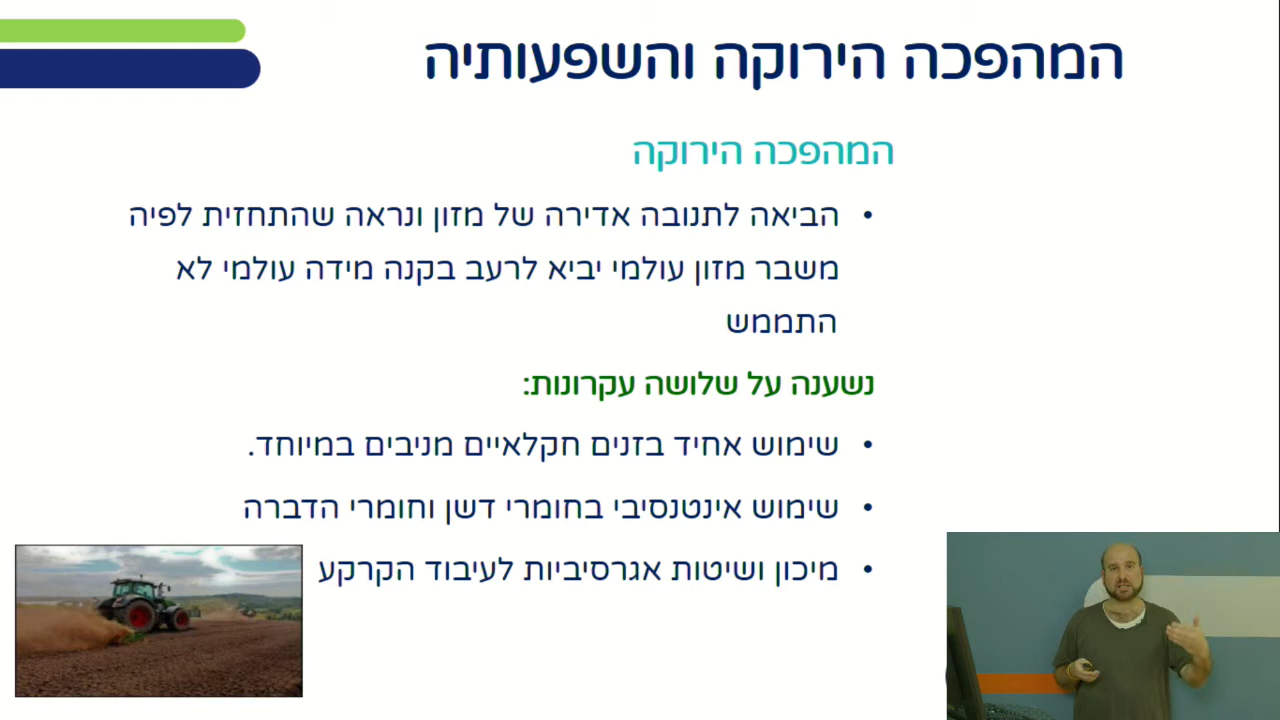 המהפכה הירוקה והשפעותיה
המהפכה הירוקה
• הביאה לתנובה אדירה של מזון ונראה שהתחזית לפיה
משבר מזון עולמי יביא לרעב בקנה מידה עולמי לא
התממש
נשענה על שלושה עקרונות:
• שימוש אחיד בזנים חקלאיים מניבים במיוחד.
• שימוש אינטנסיבי בחומרי דשן וחומרי הדברה
• מיכון ושיטות אגרסיביות לעיבוד הקרקע